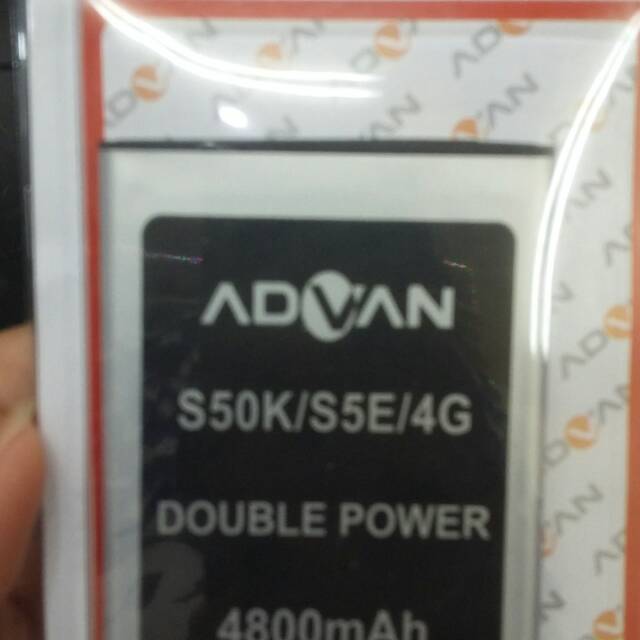 ADVAN
S50K/S5E/4G
DOUBLE POWER
4800mAh